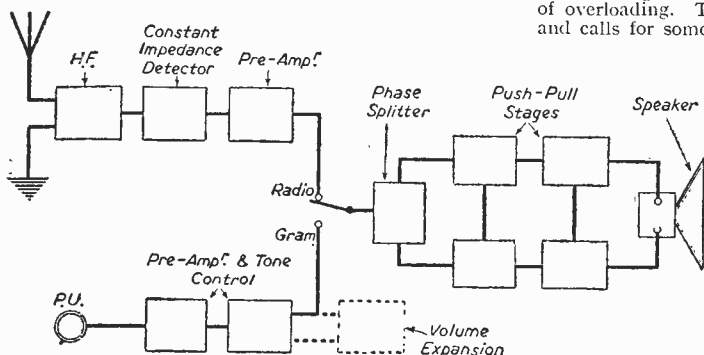 of overloading. T
and calls for some
Constant
Impedance
Detector
H.F.
Pre-Ampr.
Phase
Splitter
Push-Pull
Stages
Speaker
Radio
Gram
Pre-Ampr. & Tone
Control
P.U.
Volume
Expansion